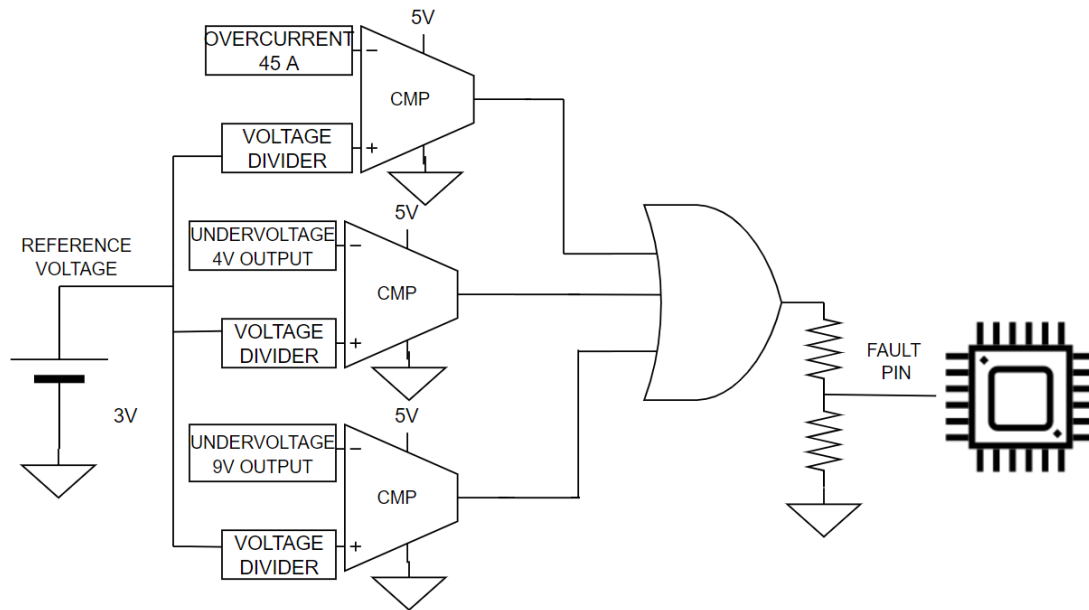 5V
OVERCURRENT
45 A
−
CMP
VOLTAGE
DIVIDER
+
5V
UNDERVOLTAGE
4V OUTPUT
−
REFERENCE
VOLTAGE
CMP
VOLTAGE
DIVIDER
+
FAULT
PIN
3V
5V
UNDERVOLTAGE
9V OUTPUT
−
CMP
VOLTAGE
DIVIDER
+